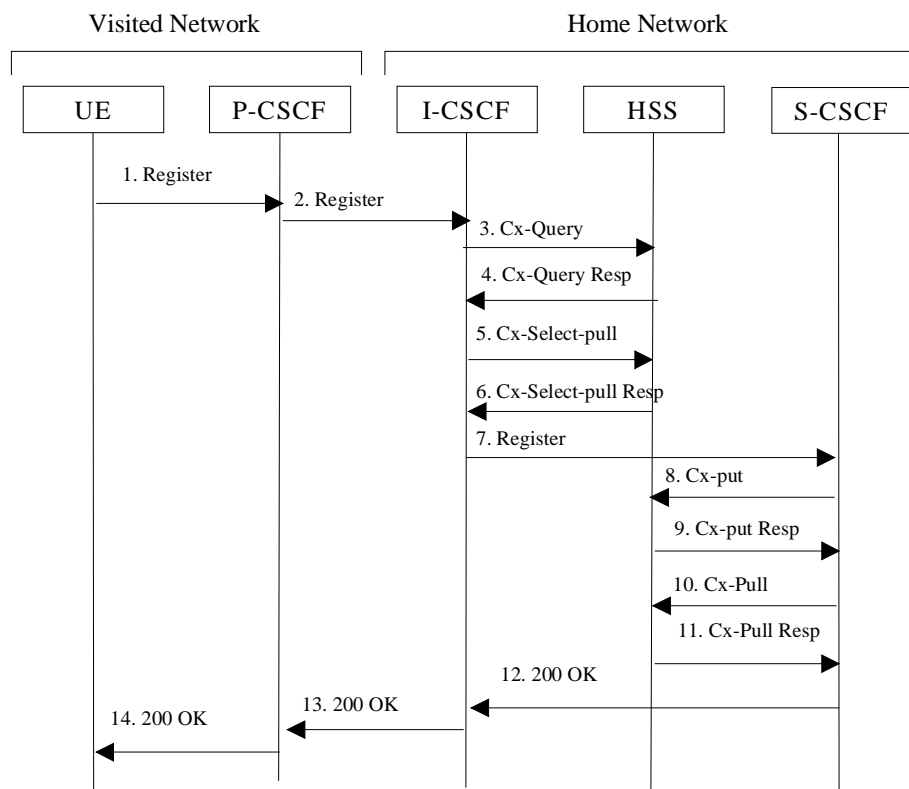 Visited Network
Home Network
UE
P-CSCF
I-CSCF
HSS
S-CSCF
1. Register
2. Register
3. Cx-Query
4. Cx-Query Resp
5. Cx-Select-pull
6. Cx-Select-pull Resp
7. Register
8. Cx-put
9. Cx-put Resp
10. Cx-Pull
11. Cx-Pull Resp
12. 200 OK
13. 200 OK
14. 200 OK